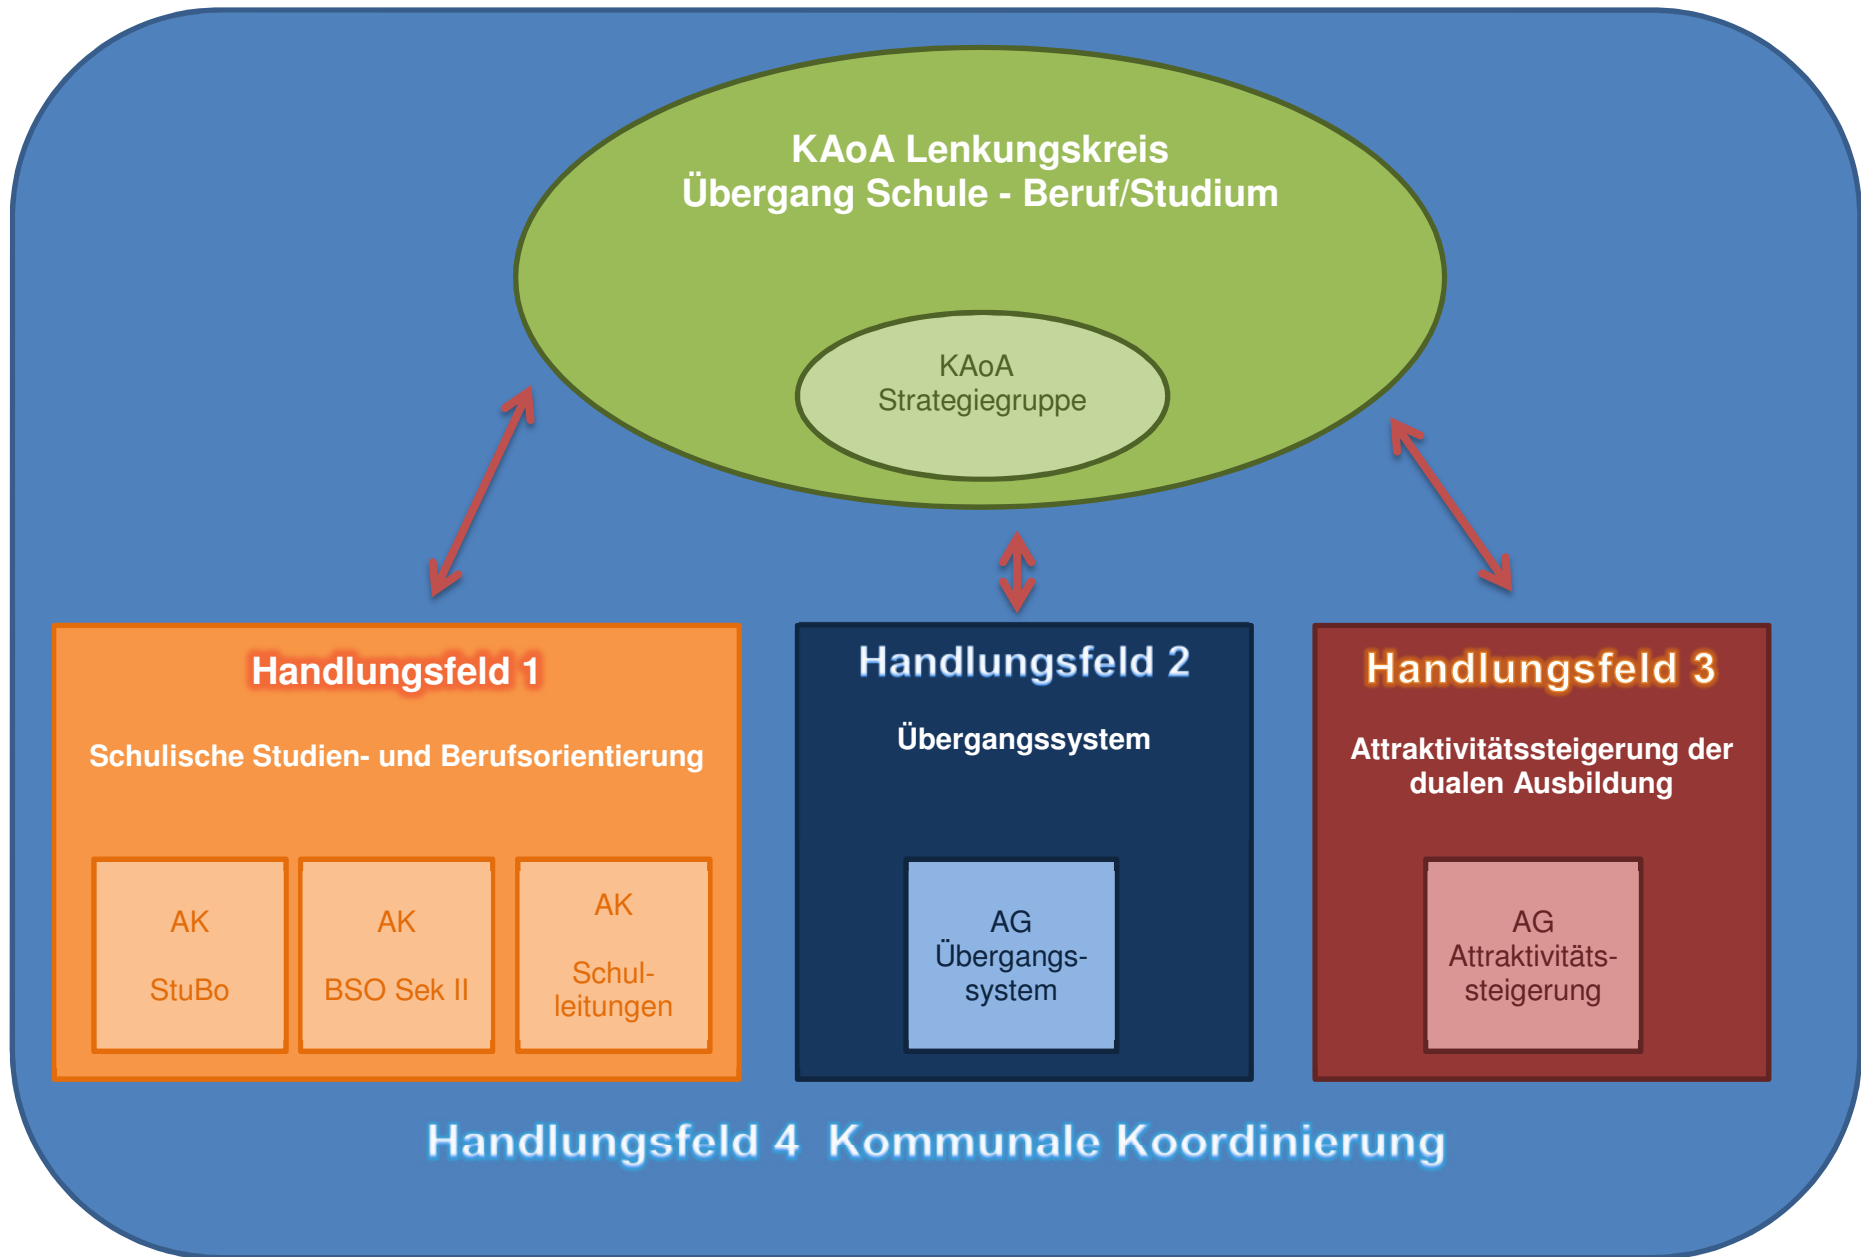 KAoA Lenkungskreis
Übergang Schule - Beruf/Studium
KAoA
Strategiegruppe
Handlungsfeld 1
Schulische Studien- und Berufsorientierung
AK
StuBo
AK
BSO Sek II
AK
Schul-
leitungen
Handlungsfeld 2
Übergangssystem
AG
Übergangs-
system
Handlungsfeld 3
Attraktivitätssteigerung der
dualen Ausbildung
AG
Attraktivitäts-
steigerung
Handlungsfeld 4  Kommunale Koordinierung